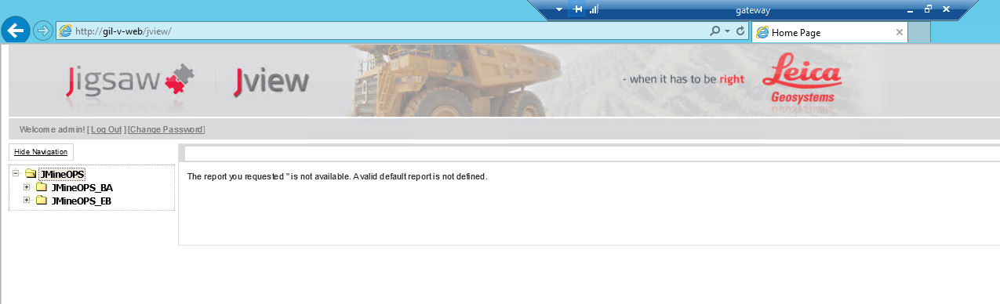 gateway
http://gil-v-web/jview/
Home Page
Jigsaw Jview
- when it has to be right
Leica
Geosystems
Welcome admin! [ Log Out ] [Change Password]
Hide Navigation
JMineOPS
JMineOPS_BA
JMineOPS_EB
The report you requested '' is not available. A valid default report is not defined.